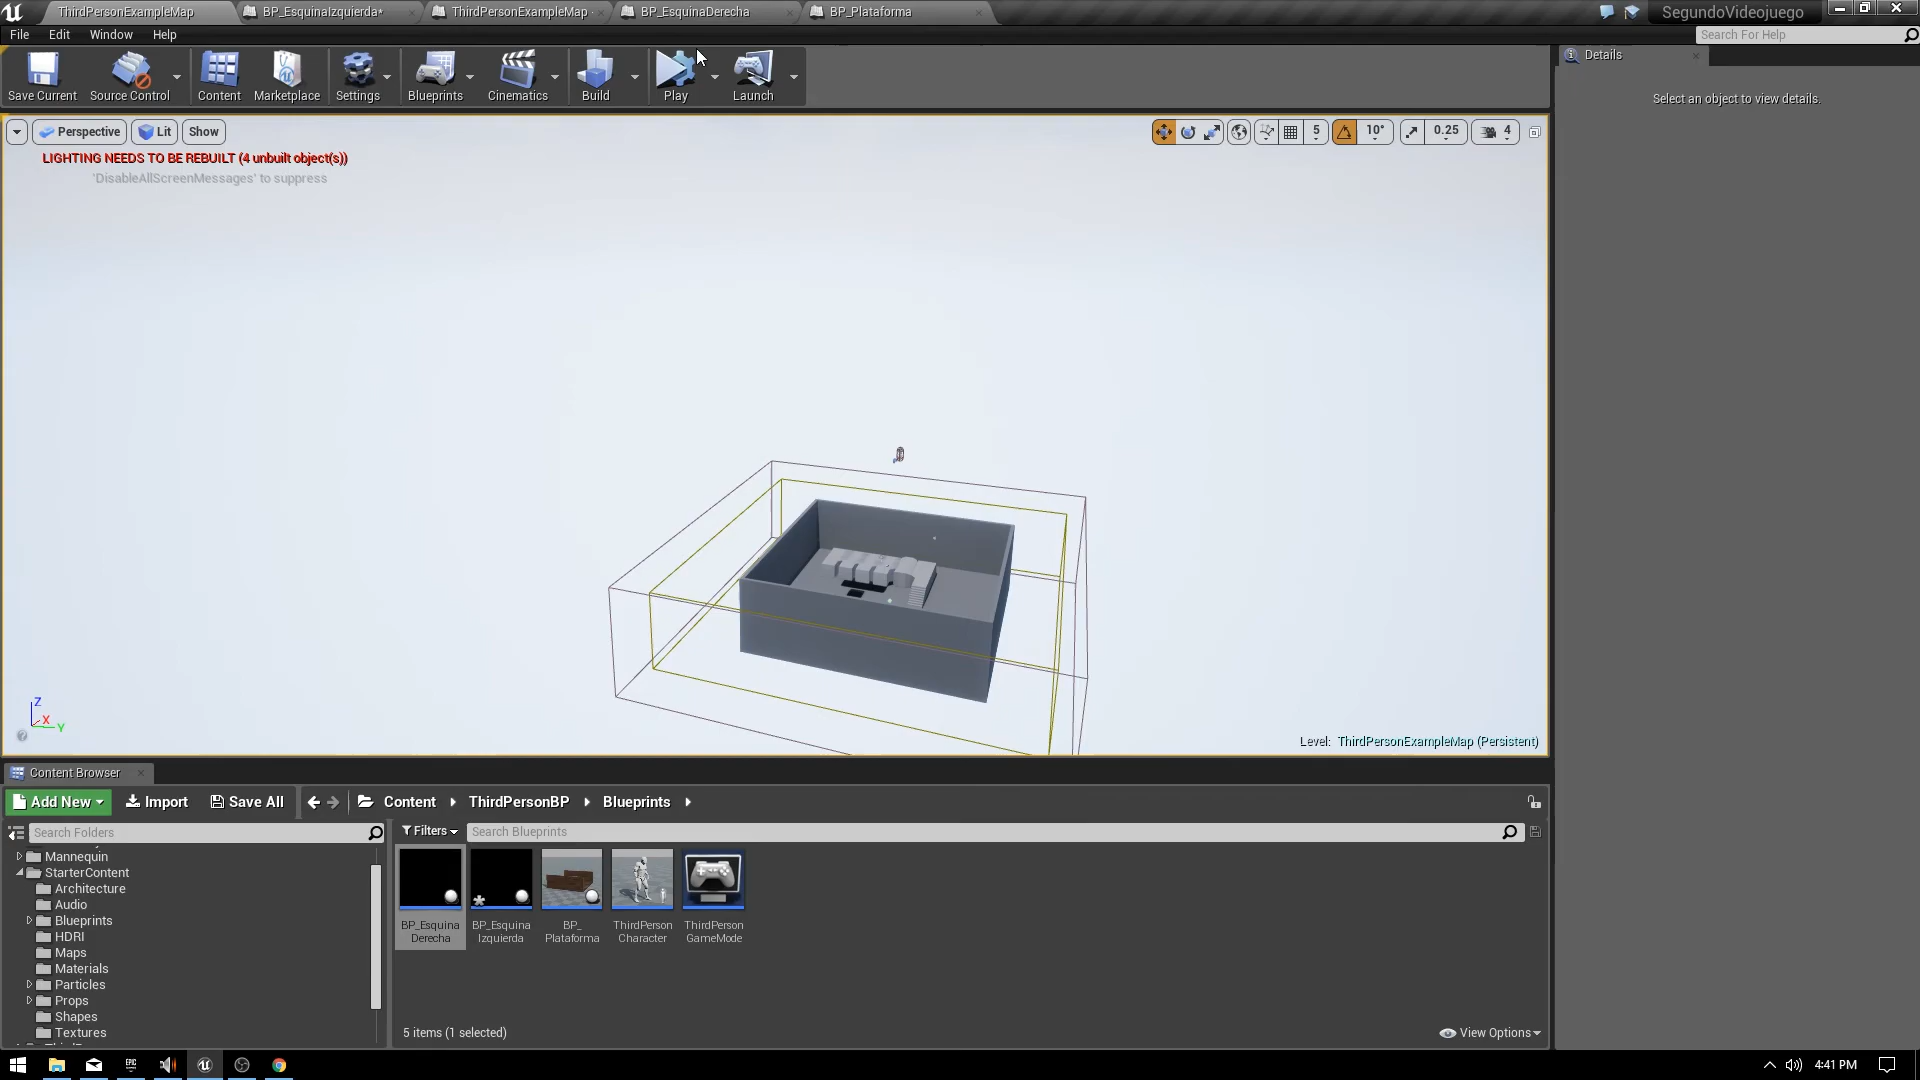 ThirdPersonExampleMap
BP_EsquinaIzquierda*
ThirdPersonExampleMap -
BP_EsquinaDerecha
BP_Plataforma
SegundoVideojuego
File Edit Window Help
Search For Help
Save Current
Source Control
Content
Marketplace
Settings
Blueprints
Cinematics
Build
Play
Launch
Details
Select an object to view details.
Perspective
Lit
Show
5
10°
0.25
4
LIGHTING NEEDS TO BE REBUILT (4 unbuilt object(s))
'DisableAllScreenMessages' to suppress
Z
X
Y
Level: ThirdPersonExampleMap (Persistent)
Content Browser
Add New
Import
Save All
Content
ThirdPersonBP
Blueprints
Search Folders
Filters
Search Blueprints
Mannequin
StarterContent
Architecture
Audio
Blueprints
HDRI
Maps
Materials
Particles
Props
Shapes
Textures
BP_Esquina
Derecha
BP_Esquina
Izquierda
BP_
Plataforma
ThirdPerson
Character
ThirdPerson
GameMode
5 items (1 selected)
View Options
EPIC
4:41 PM